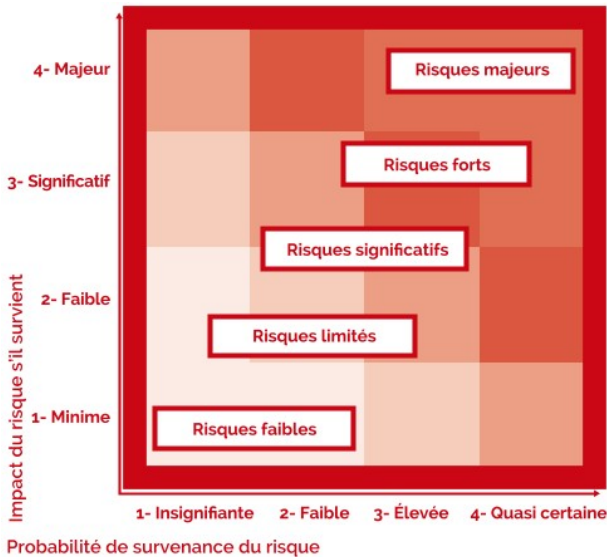 4- Majeur
Risques majeurs
Risques forts
3- Significatif
Risques significatifs
2- Faible
Risques limités
1- Minime
Risques faibles
Impact du risque s'il survient
1- Insignifiante
2- Faible
3- Élevée
4- Quasi certaine
Probabilité de survenance du risque